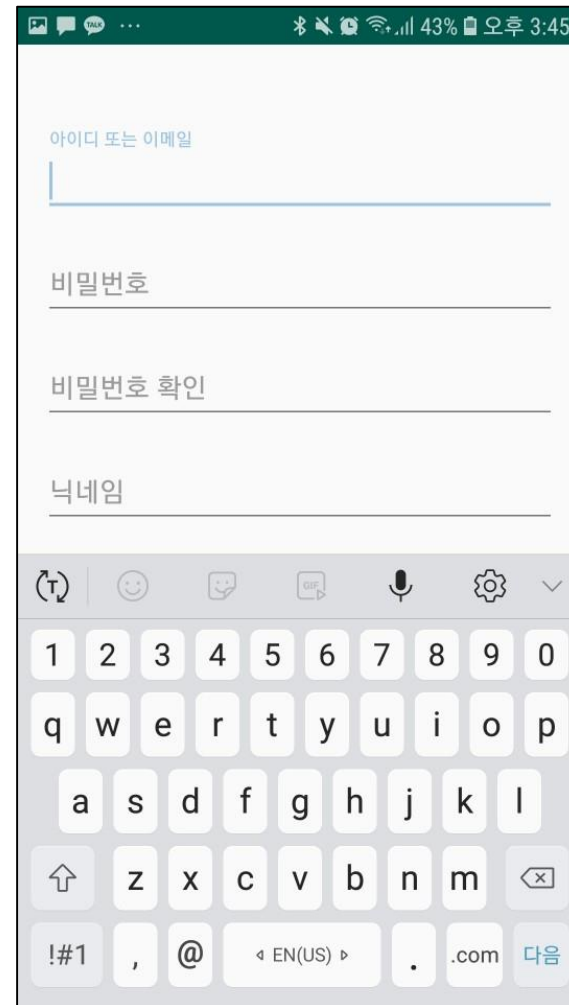 TALK ... 43% 오후 3:45
아이디 또는 이메일
비밀번호
비밀번호 확인
닉네임
T GIF
1 2 3 4 5 6 7 8 9 0
q w e r t y u i o p
a s d f g h j k l
z x c v b n m
!#1 , @ EN(US) . .com 다음